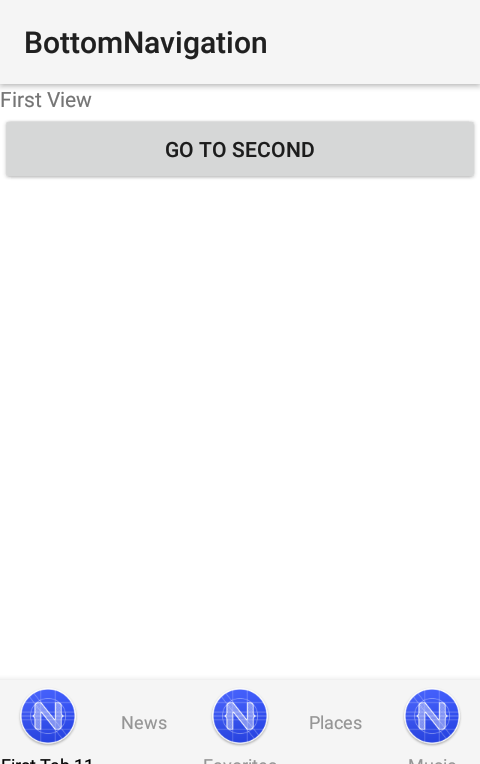 BottomNavigation
First View
GO TO SECOND
News
Places
First Tab 11
Favorites
Music